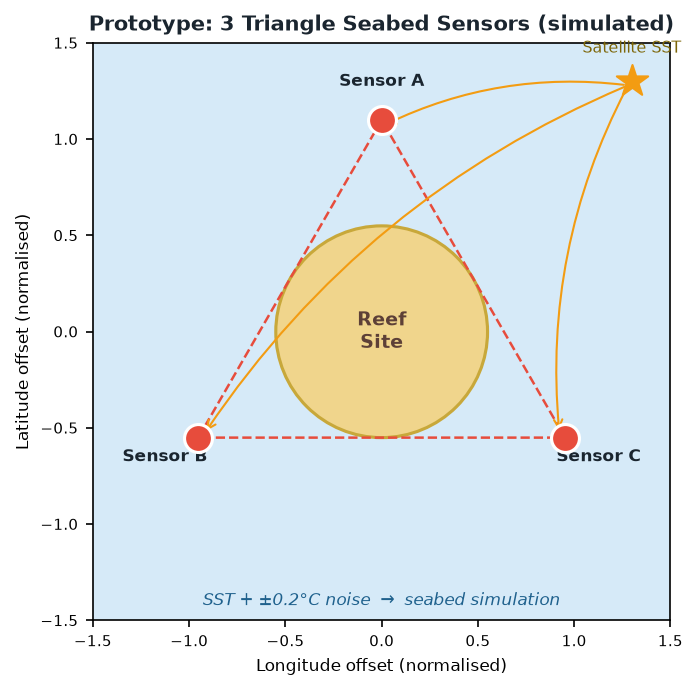 Prototype: 3 Triangle Seabed Sensors (simulated)
Satellite SST
Sensor A
Reef
Site
Sensor B
Sensor C
SST + ±0.2°C noise → seabed simulation
1.5
1.0
0.5
0.0
−0.5
−1.0
−1.5
Latitude offset (normalised)
−1.5 −1.0 −0.5 0.0 0.5 1.0 1.5
Longitude offset (normalised)